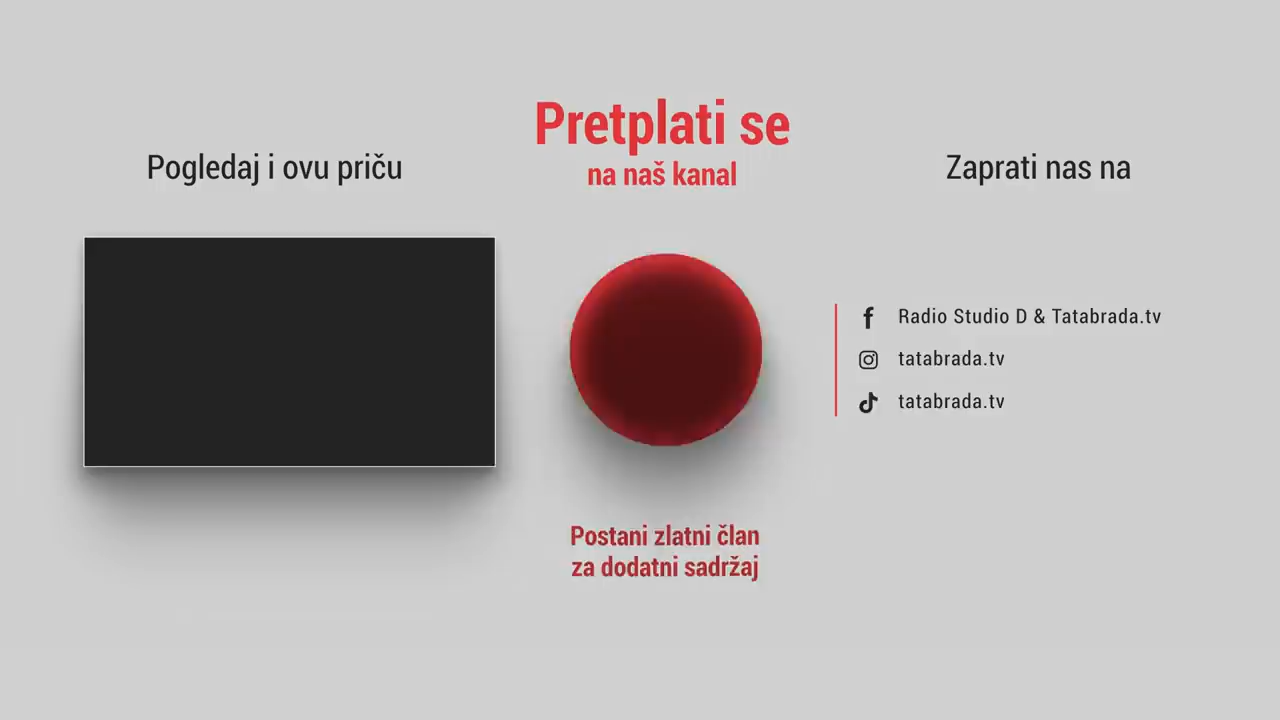 Pogledaj i ovu priču
Pretplati se
na naš kanal
Postani zlatni član
za dodatni sadržaj
Zaprati nas na
Radio Studio D & Tatabrada.tv
tatabrada.tv
tatabrada.tv